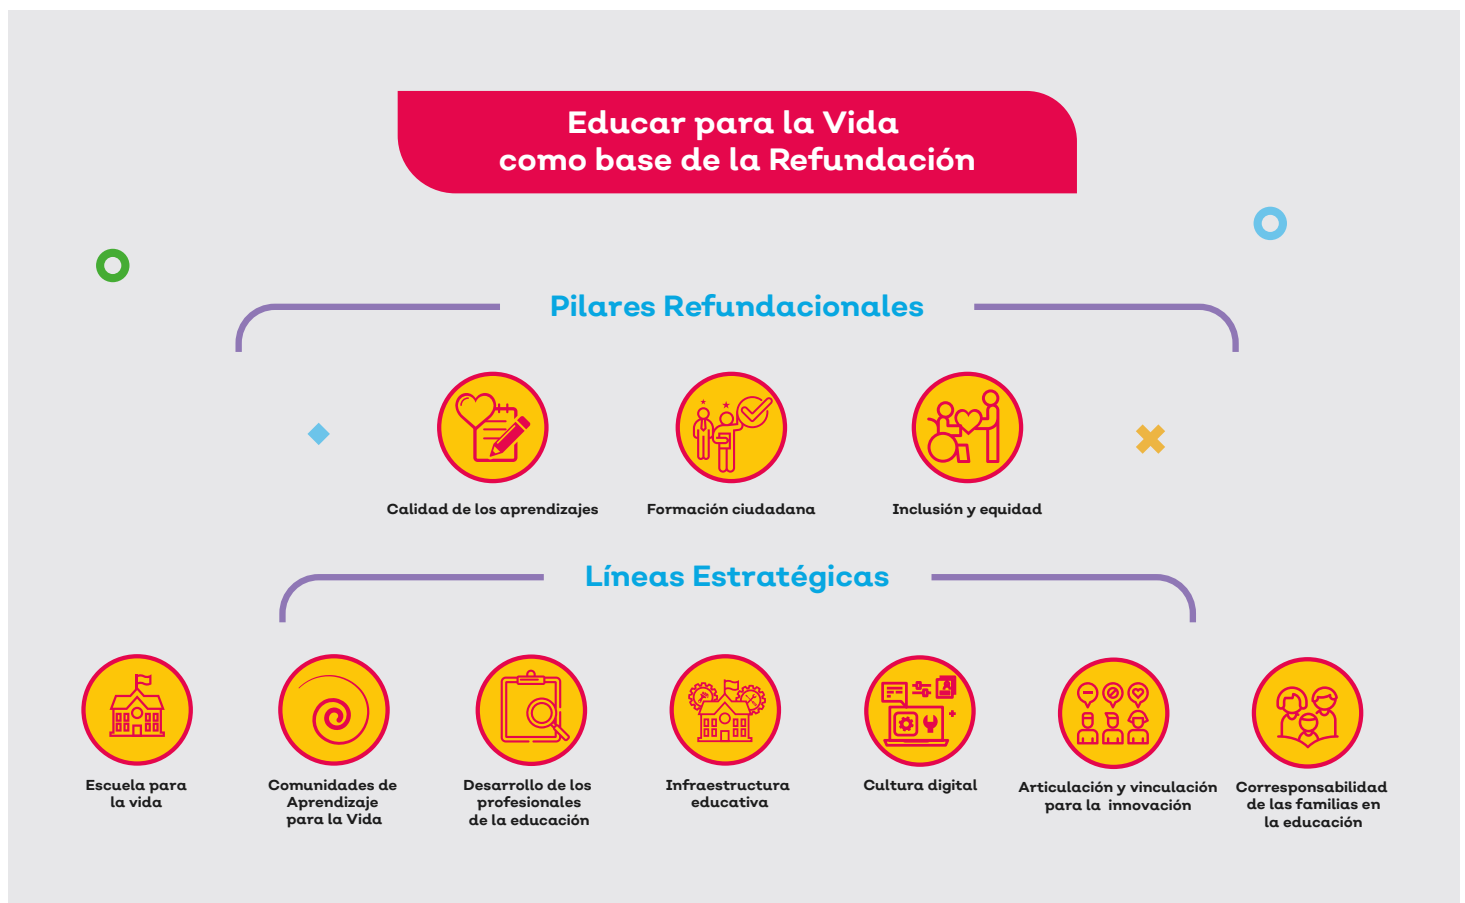 Educar para la Vida
como base de la Refundación
Pilares Refundacionales
Calidad de los aprendizajes
Formación ciudadana
Inclusión y equidad
Líneas Estratégicas
Escuela para
la vida
Comunidades de
Aprendizaje
para la Vida
Desarrollo de los
profesionales
de la educación
Infraestructura
educativa
Cultura digital
Articulación y vinculación
para la innovación
Corresponsabilidad
de las familias en
la educación